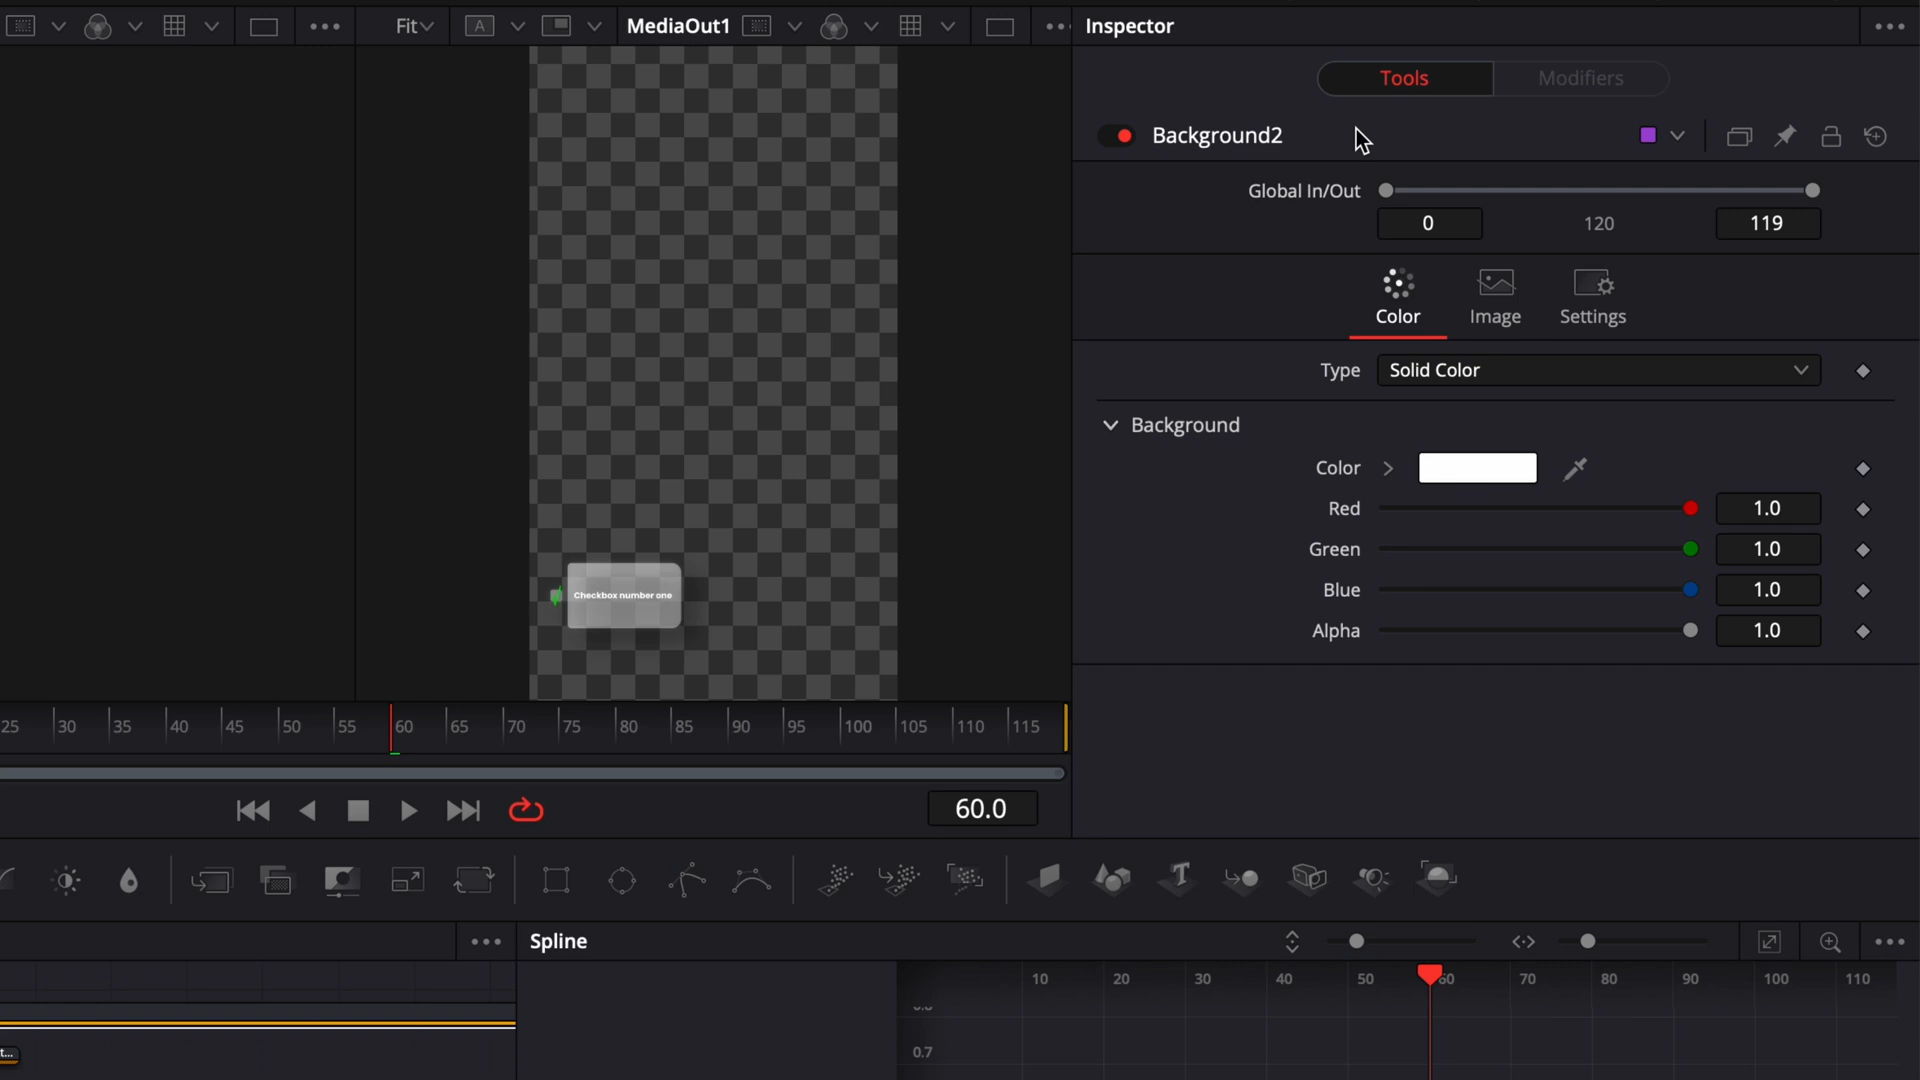 Fit
A
MediaOut1
Inspector
Tools
Modifiers
Background2
Global In/Out
0
120
119
Color
Image
Settings
Type
Solid Color
Background
Color
Red
1.0
Green
1.0
Blue
1.0
Alpha
1.0
Checkbox number one
25 30 35 40 45 50 55 60 65 70 75 80 85 90 95 100 105 110 115
60.0
T
Spline
10 20 30 40 50 60 70 80 90 100 110
0.7
t...